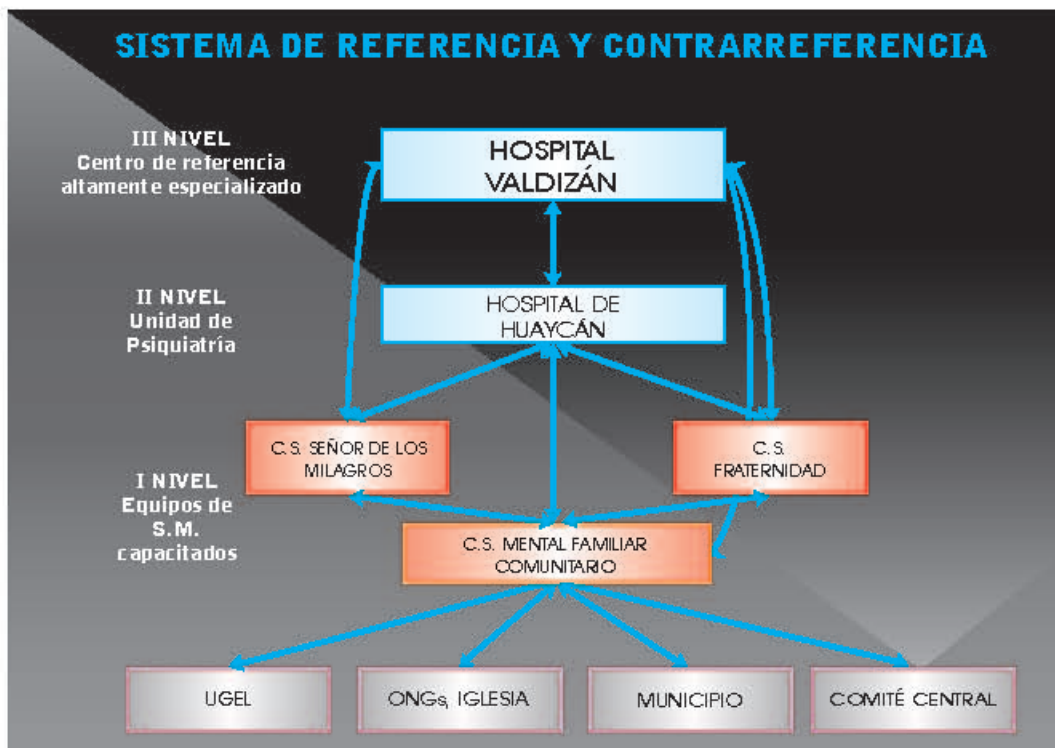 SISTEMA DE REFERENCIA Y CONTRARREFERENCIA
III NIVEL
Centro de referencia
altamente especializado
HOSPITAL
VALDIZÁN
II NIVEL
Unidad de
Psiquiatría
HOSPITAL DE
HUAYCÁN
C.S. SEÑOR DE LOS
MILAGROS
C.S.
FRATERNIDAD
I NIVEL
Equipos de
S.M.
capacitados
C.S. MENTAL FAMILIAR
COMUNITARIO
UGEL
ONGs, IGLESIA
MUNICIPIO
COMITÉ CENTRAL